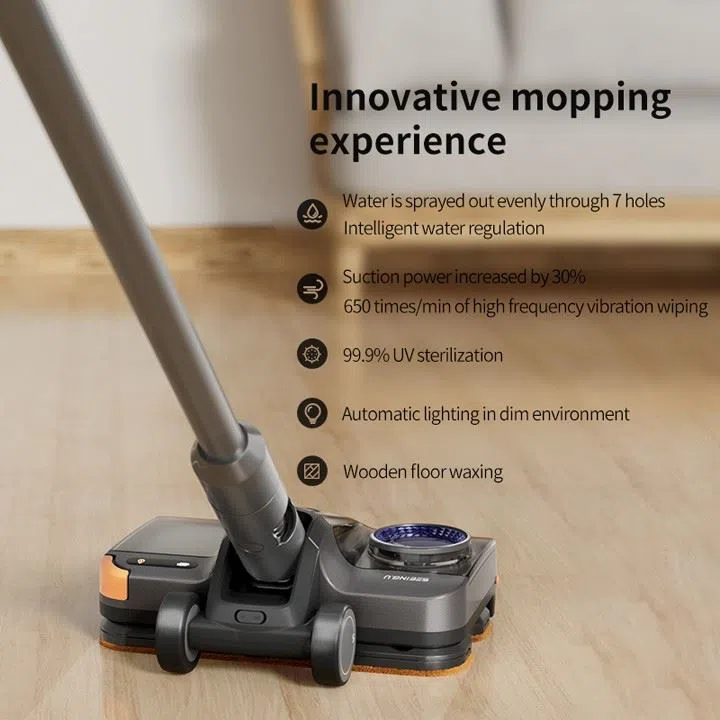 Innovative mopping
experience
Water is sprayed out evenly through 7 holes
Intelligent water regulation
Suction power increased by 30%
650 times/min of high frequency vibration wiping
99.9% UV sterilization
Automatic lighting in dim environment
Wooden floor waxing